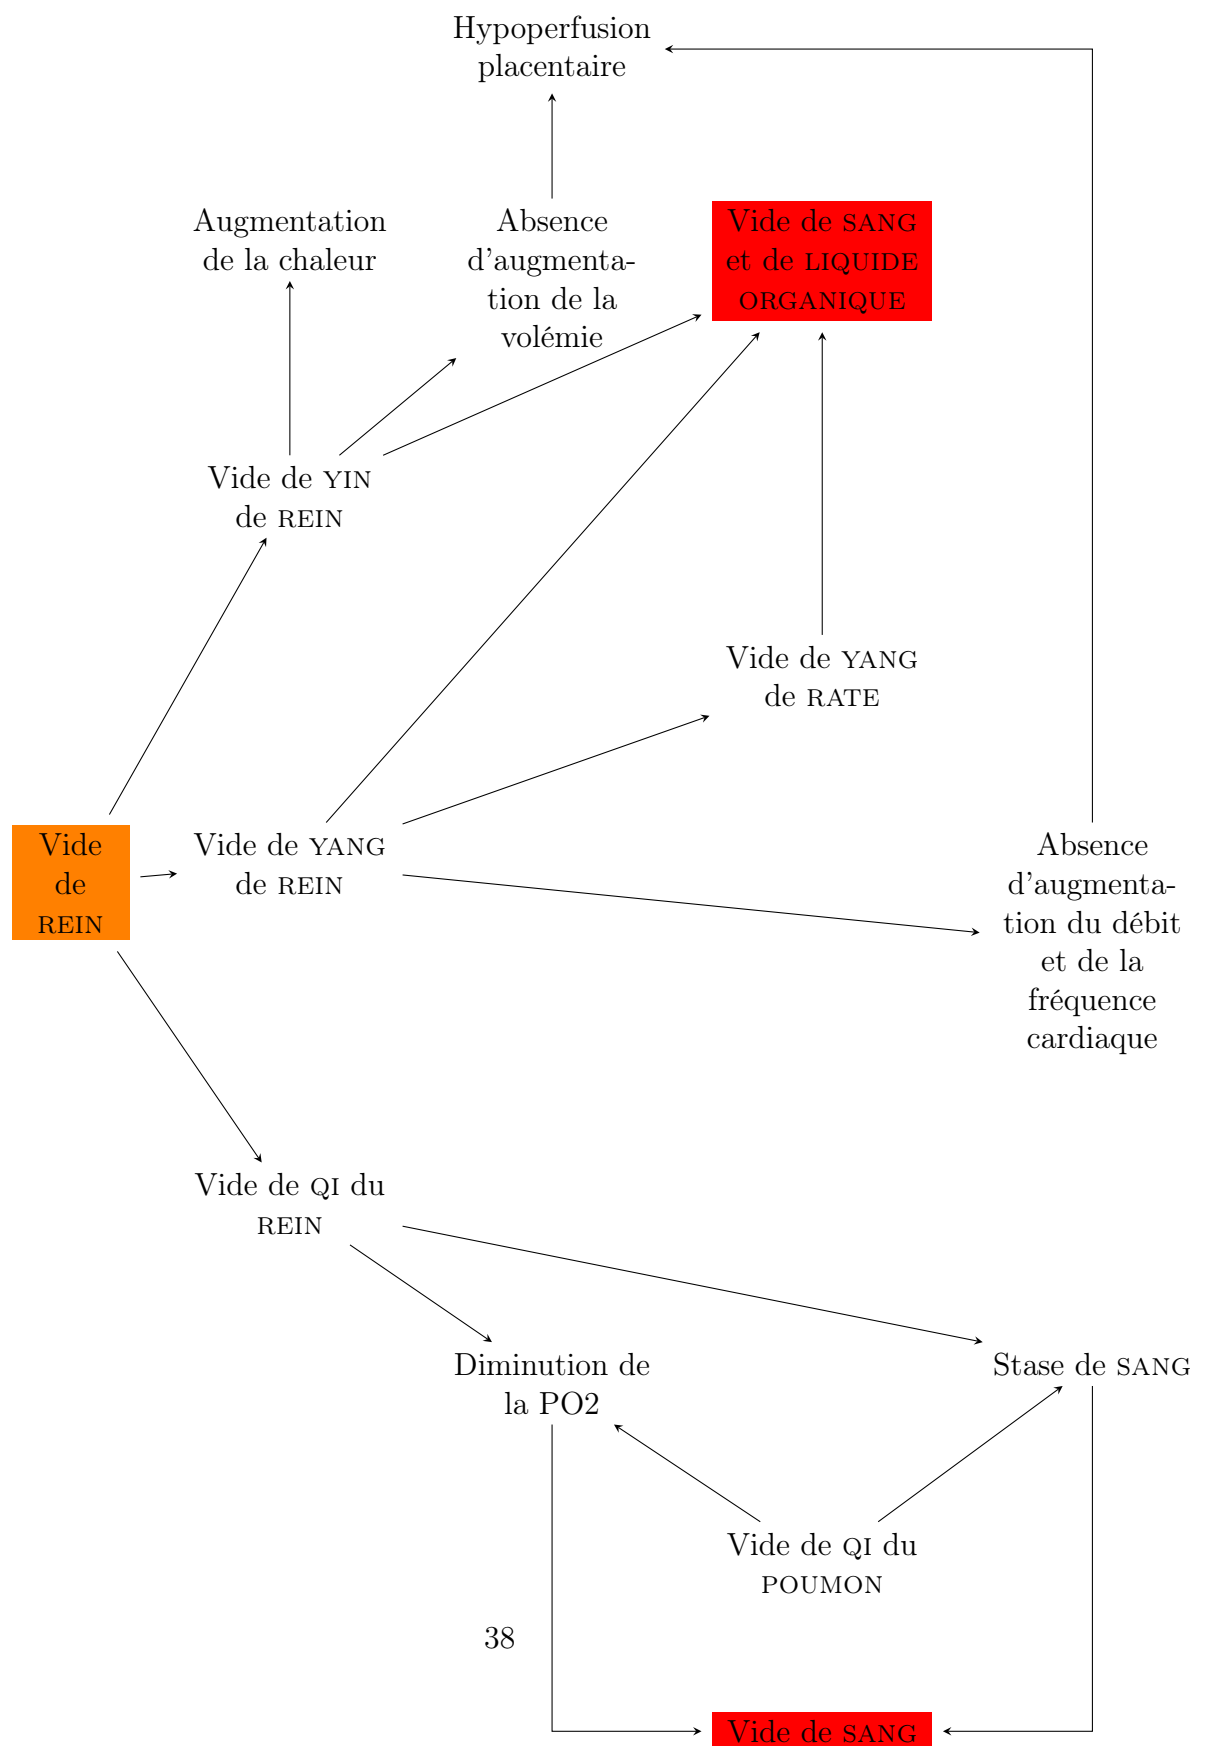 Hypoperfusion
placentaire
Augmentation
de la chaleur
Absence
d'augmenta-
tion de la
volémie
Vide de SANG
et de LIQUIDE
ORGANIQUE
Vide de YIN
de REIN
Vide de YANG
de RATE
Vide
de
REIN
Vide de YANG
de REIN
Absence
d'augmenta-
tion du débit
et de la
fréquence
cardiaque
Vide de QI du
REIN
Diminution de
la PO2
Stase de SANG
Vide de QI du
POUMON
38
Vide de SANG